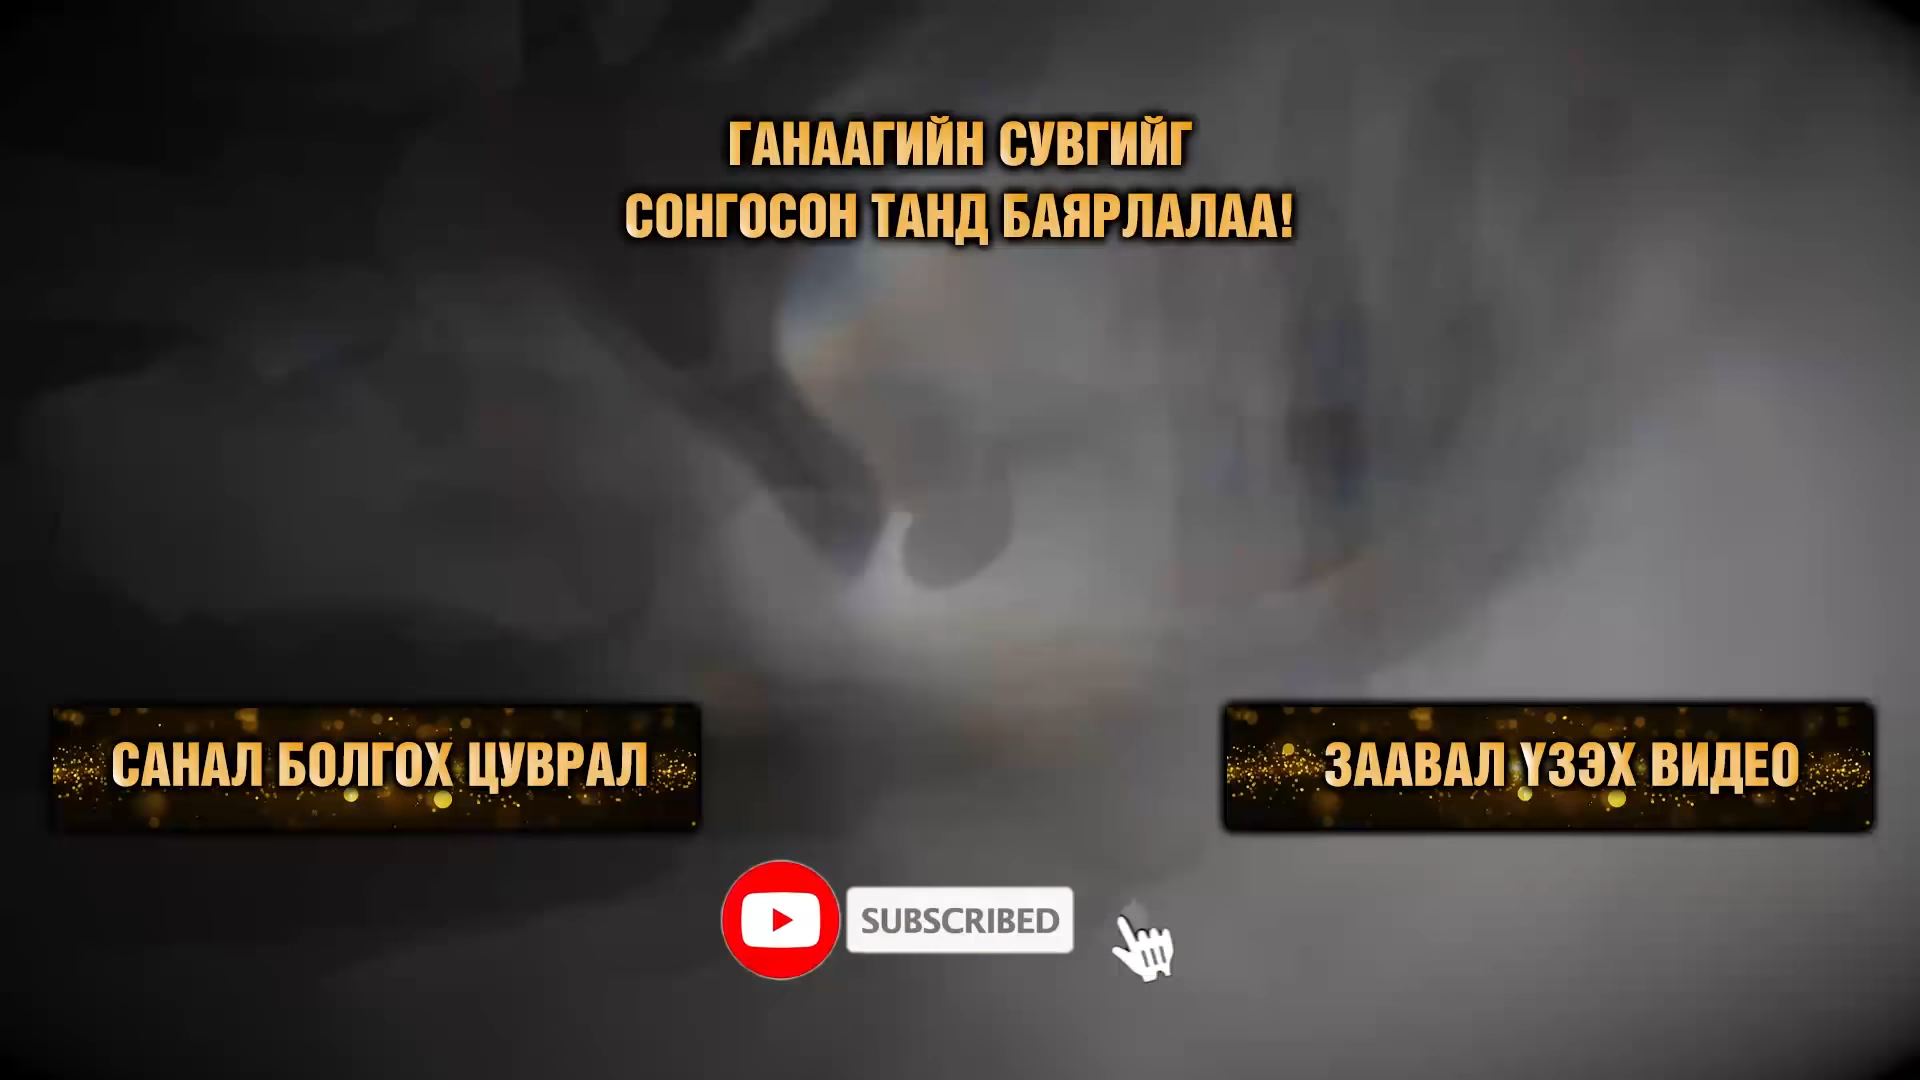 ГАНААГИЙН СУВГИЙГ
СОНГОСОН ТАНД БАЯРЛАЛАА!
САНАЛ БОЛГОХ ЦУВРАЛ
ЗААВАЛ ҮЗЭХ ВИДЕО
SUBSCRIBED